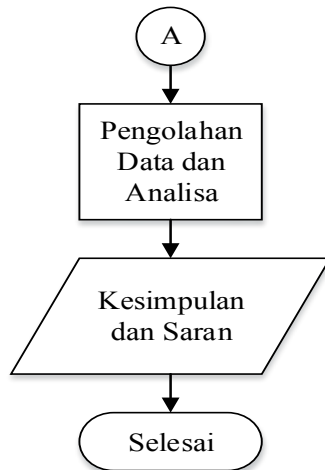 A
Pengolahan
Data dan
Analisa
Kesimpulan
dan Saran
Selesai